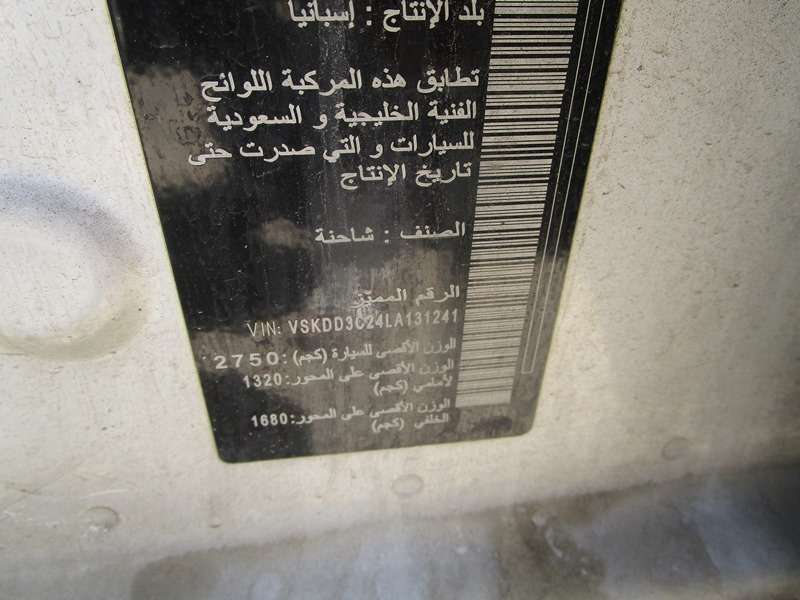 بلد الإنتاج : إسبانيا
تطابق هذه المركبة اللوائح
الفنية الخليجية و السعودية
للسيارات و التي صدرت حتى
تاريخ الإنتاج
الصنف : شاحنة
الرقم المميّز
VIN: VSKDD3C24LA131241
الوزن الأقصى للسيارة (كجم): 2750
الوزن الأقصى على المحور: 1320
لأمامي (كجم)
الوزن الأقصى على المحور: 1680
الخلفي (كجم)